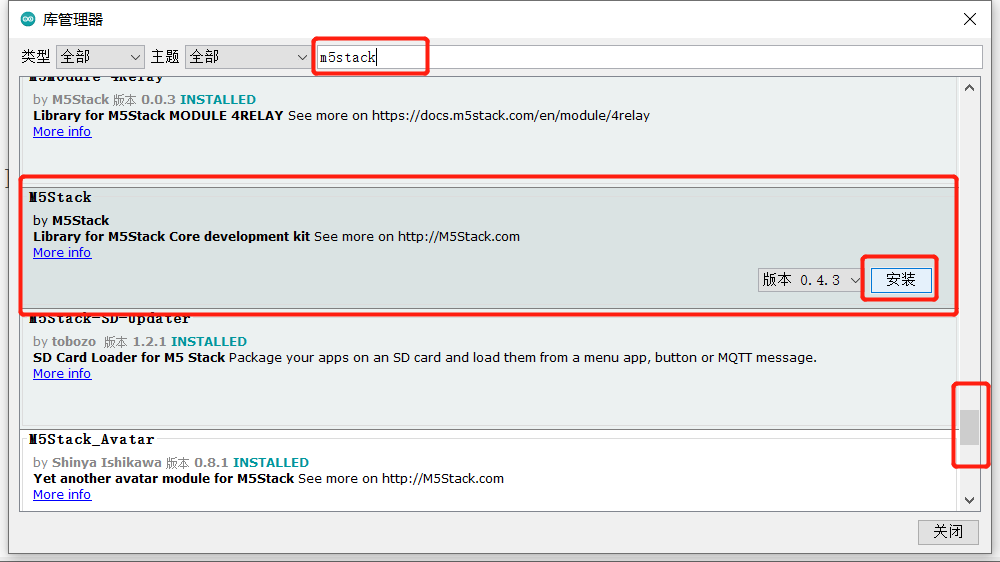 库管理器
类型 全部 主题 全部 m5stack
M5Module-4Relay
by M5Stack 版本 0.0.3 INSTALLED
Library for M5Stack MODULE 4RELAY See more on https://docs.m5stack.com/en/module/4relay
More info
M5Stack
by M5Stack
Library for M5Stack Core development kit See more on http://M5Stack.com
More info
版本 0.4.3 安装
M5Stack-SD-Updater
by tobozo 版本 1.2.1 INSTALLED
SD Card Loader for M5 Stack Package your apps on an SD card and load them from a menu app, button or MQTT message.
More info
M5Stack_Avatar
by Shinya Ishikawa 版本 0.8.1 INSTALLED
Yet another avatar module for M5Stack See more on http://M5Stack.com
More info
关闭